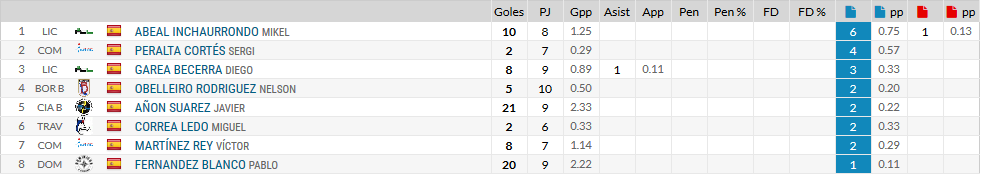 Goles PJ Gpp Asist App Pen Pen % FD FD % pp pp
1 LIC ABEAL INCHAURRONDO MIKEL 10 8 1.25 6 0.75 1 0.13
2 COM PERALTA CORTÉS SERGI 2 7 0.29 4 0.57
3 LIC GAREA BECERRA DIEGO 8 9 0.89 1 0.11 3 0.33
4 BOR B OBELLEIRO RODRIGUEZ NELSON 5 10 0.50 2 0.20
5 CIA B AÑON SUAREZ JAVIER 21 9 2.33 2 0.22
6 TRAV CORREA LEDO MIGUEL 2 6 0.33 2 0.33
7 COM MARTÍNEZ REY VÍCTOR 8 7 1.14 2 0.29
8 DOM FERNANDEZ BLANCO PABLO 20 9 2.22 1 0.11